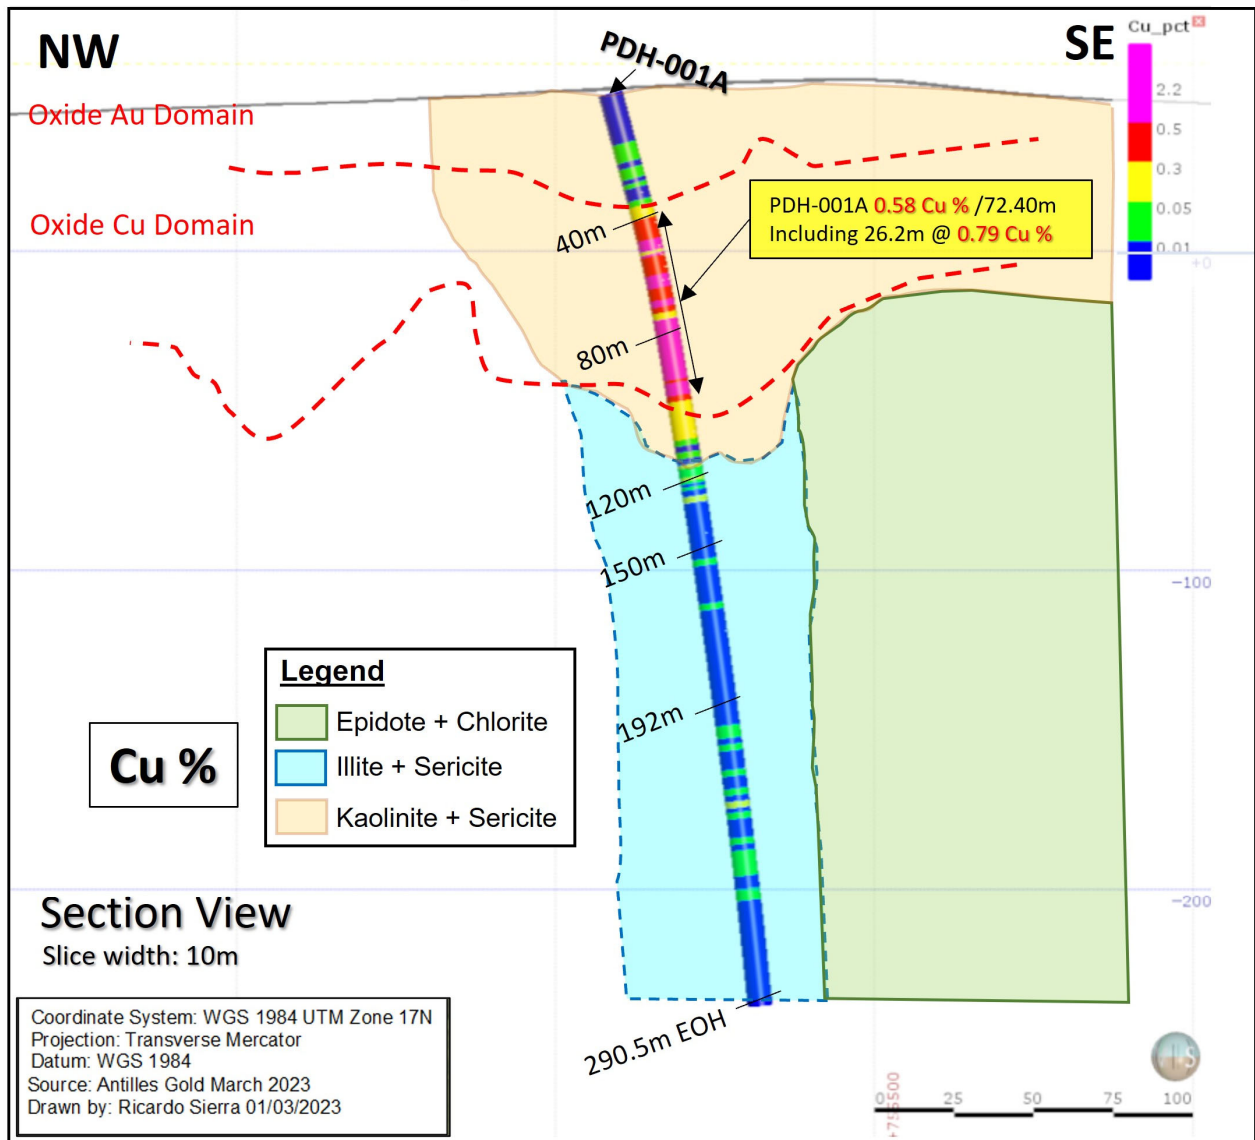 NW
PDH-001A
SE
Cu_pct
2.2
0.5
0.3
0.05
0.01
Oxide Au Domain
Oxide Cu Domain
PDH-001A 0.58 Cu % /72.40m
Including 26.2m @ 0.79 Cu %
+0
40m
80m
120m
150m
-100
192m
-200
290.5m EOH
Legend
Epidote + Chlorite
Illite + Sericite
Kaolinite + Sericite
Cu %
Section View
Slice width: 10m
Coordinate System: WGS 1984 UTM Zone 17N
Projection: Transverse Mercator
Datum: WGS 1984
Source: Antilles Gold March 2023
Drawn by: Ricardo Sierra 01/03/2023
0 25 50 75 100